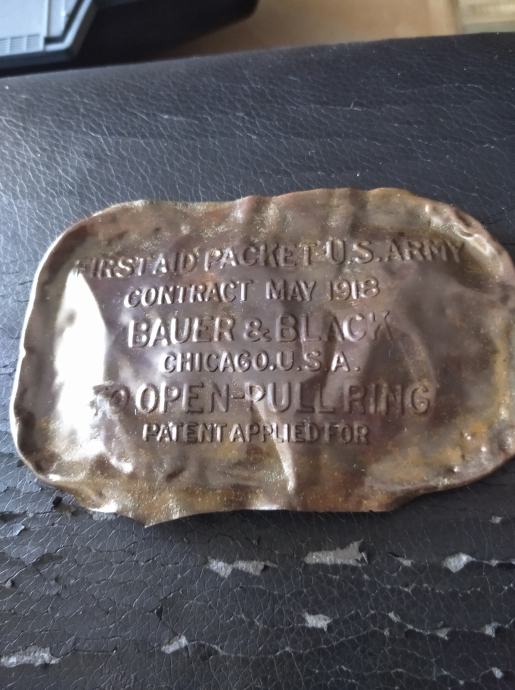 FIRST AID PACKET-U.S. ARMY
CONTRACT MAY 1918
BAUER & BLACK
CHICAGO.U.S.A.
TO OPEN-PULL RING
PATENT APPLIED FOR